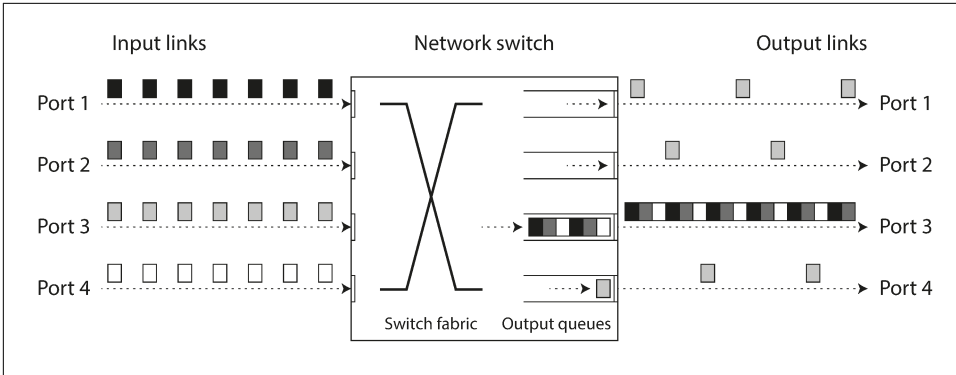 Input links
Network switch
Output links
Port 1
Port 1
Port 2
Port 2
Port 3
Port 3
Port 4
Port 4
Switch fabric
Output queues